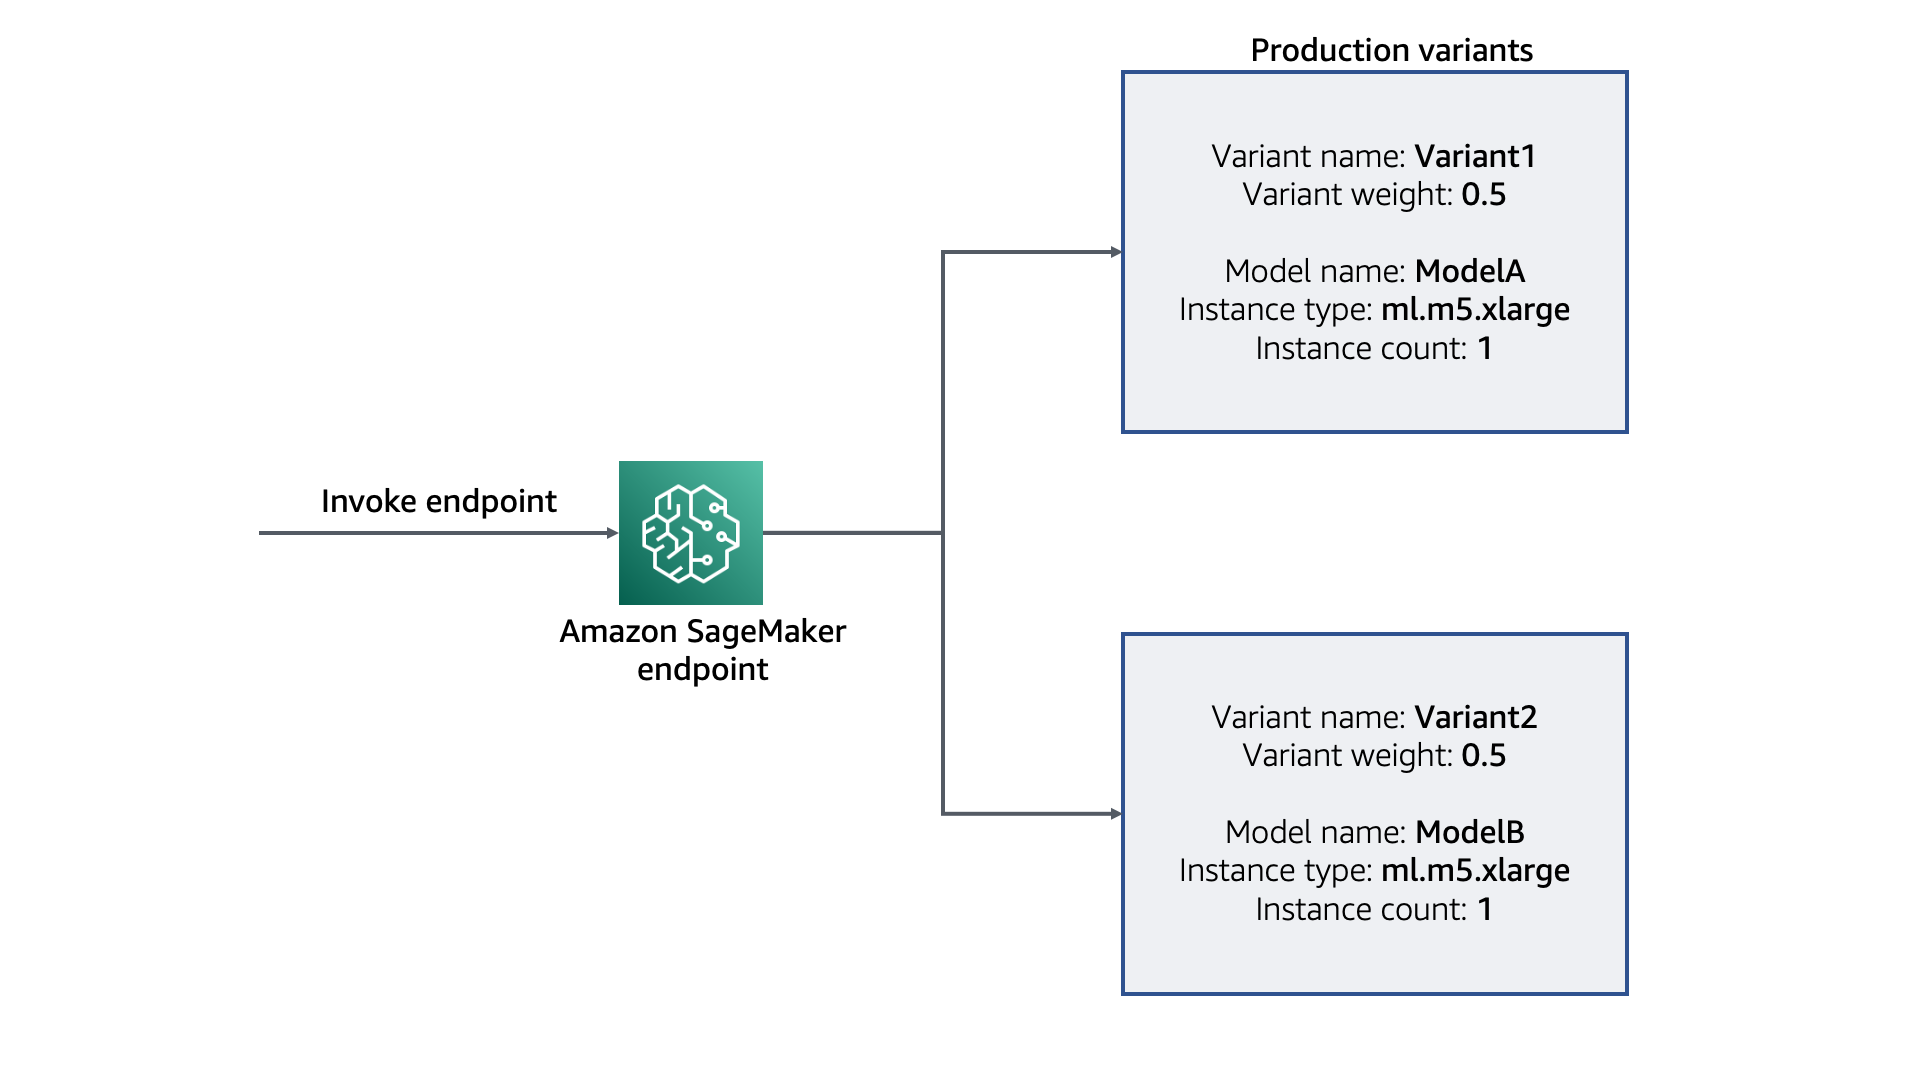 Production variants
Variant name: Variant1
Variant weight: 0.5
Model name: ModelA
Instance type: ml.m5.xlarge
Instance count: 1
Invoke endpoint
Amazon SageMaker
endpoint
Variant name: Variant2
Variant weight: 0.5
Model name: ModelB
Instance type: ml.m5.xlarge
Instance count: 1